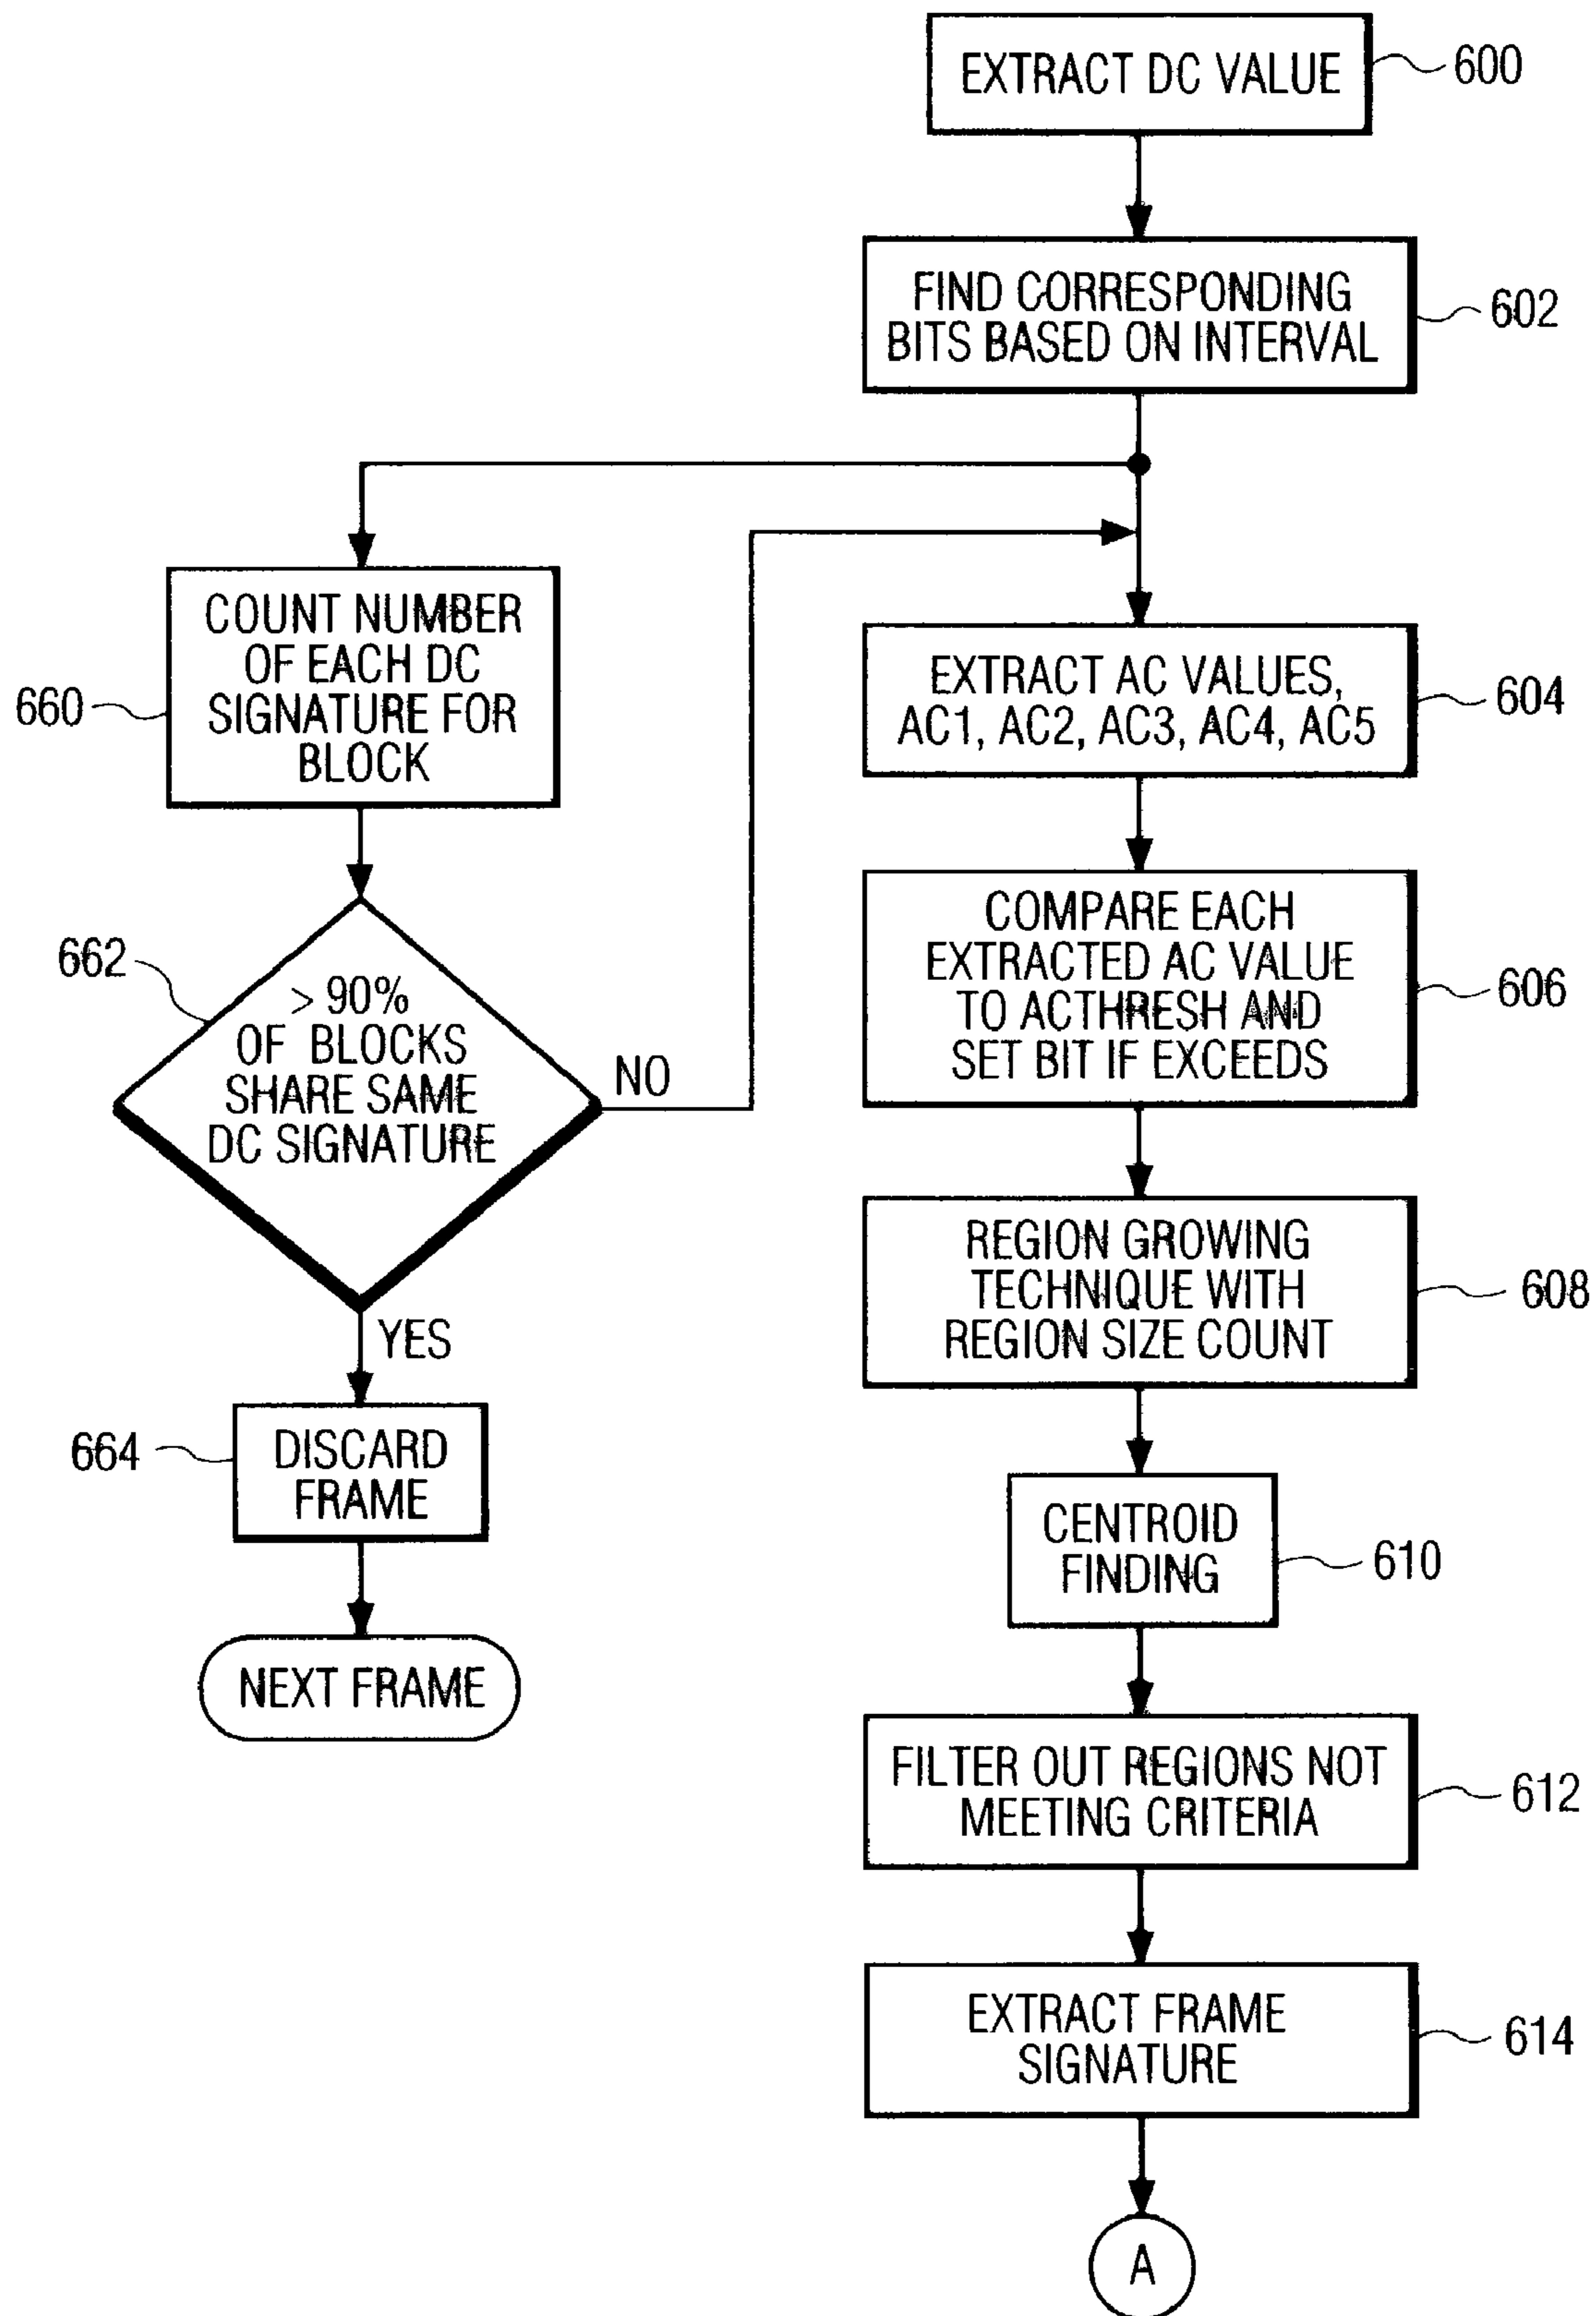 EXTRACT DC VALUE
600
FIND CORRESPONDING
BITS BASED ON INTERVAL
602
COUNT NUMBER
OF EACH DC
SIGNATURE FOR
BLOCK
660
EXTRACT AC VALUES,
AC1, AC2, AC3, AC4, AC5
604
662
> 90%
OF BLOCKS
SHARE SAME
DC SIGNATURE
NO
YES
COMPARE EACH
EXTRACTED AC VALUE
TO ACTHRESH AND
SET BIT IF EXCEEDS
606
REGION GROWING
TECHNIQUE WITH
REGION SIZE COUNT
608
664
DISCARD
FRAME
NEXT FRAME
CENTROID
FINDING
610
FILTER OUT REGIONS NOT
MEETING CRITERIA
612
EXTRACT FRAME
SIGNATURE
614
A